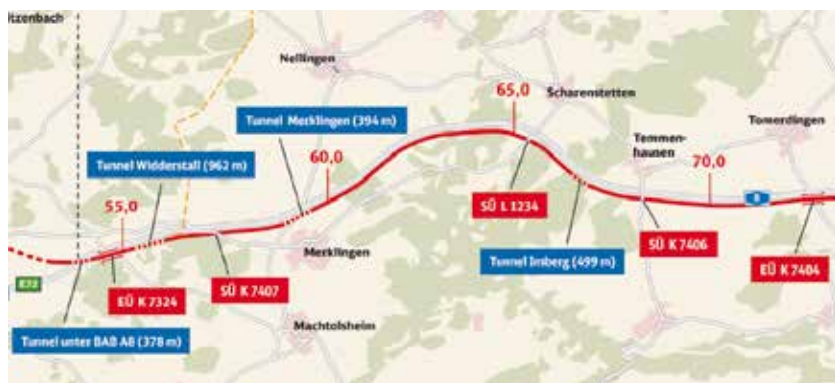 itzenbach
Nellingen
65,0
Scharenstetten
Tunnel Merklingen (394 m)
Tomerdingen
Temmen-
hausen
Tunnel Widderstall (962 m)
60,0
70,0
55,0
8
SÜ L 1234
Merklingen
SÜ K 7406
Tunnel Imberg (499 m)
EÜ K 7404
EÜ K 7324
SÜ K 7407
Machtolsheim
Tunnel unter BAB A8 (378 m)